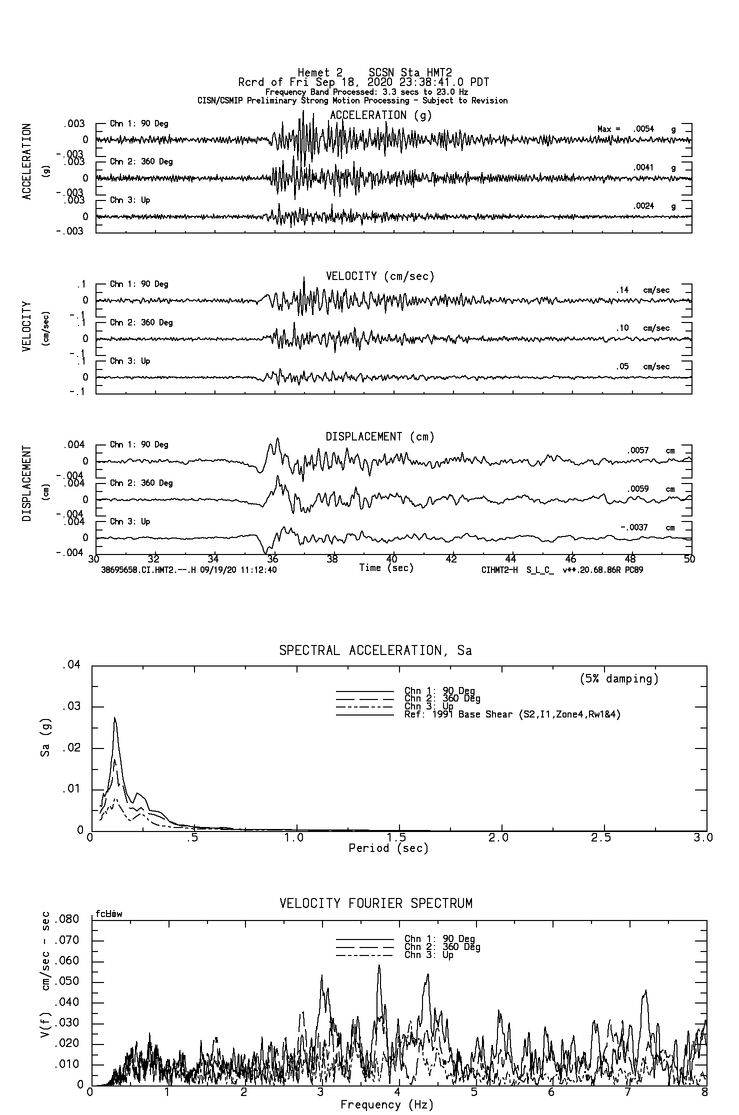 Hemet 2    SCSN Sta HMT2
Rcrd of Fri Sep 18, 2020 23:38:41.0 PDT
Frequency Band Processed: 3.3 secs to 23.0 Hz
CISN/CSMIP Preliminary Strong Motion Processing - Subject to Revision
ACCELERATION (g)
ACCELERATION
(g)
.003
0
-.003
Chn 1: 90 Deg
Max = .0054 g
.003
0
-.003
Chn 2: 360 Deg
.0041 g
.003
0
-.003
Chn 3: Up
.0024 g
VELOCITY (cm/sec)
VELOCITY
(cm/sec)
.1
0
-.1
Chn 1: 90 Deg
.14 cm/sec
.1
0
-.1
Chn 2: 360 Deg
.10 cm/sec
.1
0
-.1
Chn 3: Up
.05 cm/sec
DISPLACEMENT (cm)
DISPLACEMENT
(cm)
.004
0
-.004
Chn 1: 90 Deg
.0057 cm
.004
0
-.004
Chn 2: 360 Deg
.0059 cm
.004
0
-.004
Chn 3: Up
-.0037 cm
30 32 34 36 38 40 42 44 46 48 50
Time (sec)
38695658.CI.HMT2.--.H 09/19/20 11:12:40
CIHMT2-H S_L_C_ v++.20.68.86R PC89
SPECTRAL ACCELERATION, Sa
(5% damping)
Chn 1: 90 Deg
Chn 2: 360 Deg
Chn 3: Up
Ref: 1991 Base Shear (S2,I1,Zone4,Rw1&4)
Sa (g)
.04
.03
.02
.01
0
0 .5 1.0 1.5 2.0 2.5 3.0
Period (sec)
VELOCITY FOURIER SPECTRUM
Chn 1: 90 Deg
Chn 2: 360 Deg
Chn 3: Up
V(f) cm/sec - sec
.080
.070
.060
.050
.040
.030
.020
.010
0
0 1 2 3 4 5 6 7 8
Frequency (Hz)